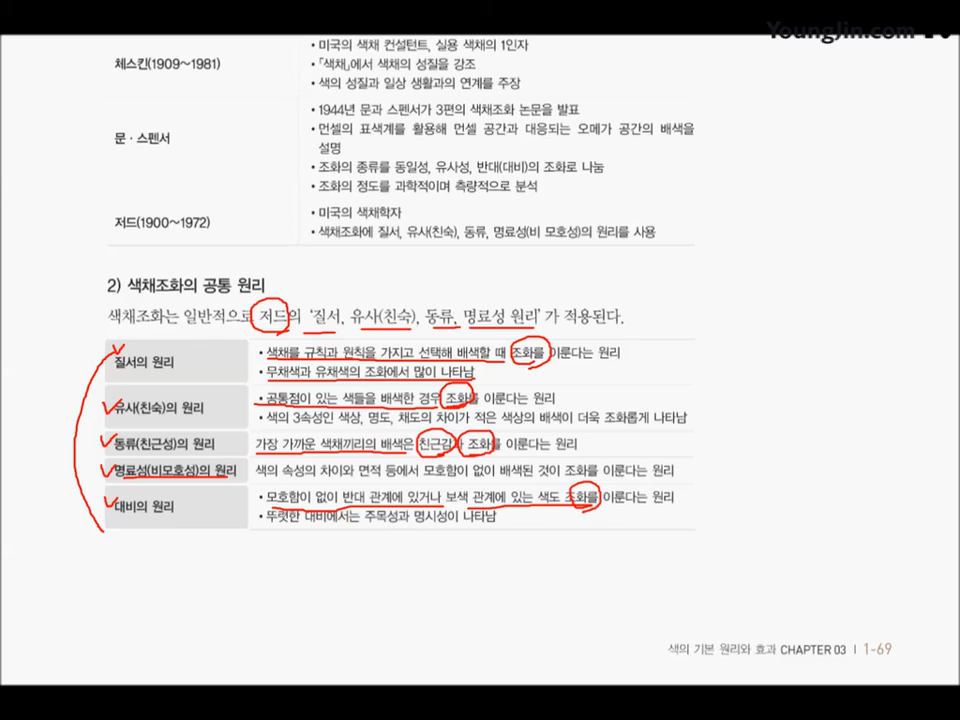 YoungJin.com
체스킨(1909~1981)
• 미국의 색채 컨설턴트, 실용 색채의 1인자
• 「색채」에서 색채의 성질을 강조
• 색의 성질과 일상 생활과의 연계를 주장
문·스펜서
• 1944년 문과 스펜서가 3편의 색채조화 논문을 발표
• 먼셀의 표색계를 활용해 먼셀 공간과 대응되는 오메가 공간의 배색을
설명
• 조화의 종류를 동일성, 유사성, 반대(대비)의 조화로 나눔
• 조화의 정도를 과학적이며 측량적으로 분석
저드(1900~1972)
• 미국의 색채학자
• 색채조화에 질서, 유사(친숙), 동류, 명료성(비 모호성)의 원리를 사용
2) 색채조화의 공통 원리
색채조화는 일반적으로 저드의 ‘질서, 유사(친숙), 동류, 명료성 원리’가 적용된다.
질서의 원리
• 색채를 규칙과 원칙을 가지고 선택해 배색할 때 조화를 이룬다는 원리
• 무채색과 유채색의 조화에서 많이 나타남
유사(친숙)의 원리
• 공통점이 있는 색들을 배색한 경우 조화를 이룬다는 원리
• 색의 3속성인 색상, 명도, 채도의 차이가 적은 색상의 배색이 더욱 조화롭게 나타남
동류(친근성)의 원리
가장 가까운 색채끼리의 배색은 친근감과 조화를 이룬다는 원리
명료성(비모호성)의 원리
색의 속성의 차이와 면적 등에서 모호함이 없이 배색된 것이 조화를 이룬다는 원리
대비의 원리
• 모호함이 없이 반대 관계에 있거나 보색 관계에 있는 색도 조화를 이룬다는 원리
• 뚜렷한 대비에서는 주목성과 명시성이 나타남
색의 기본 원리와 효과 CHAPTER 03 | 1-69